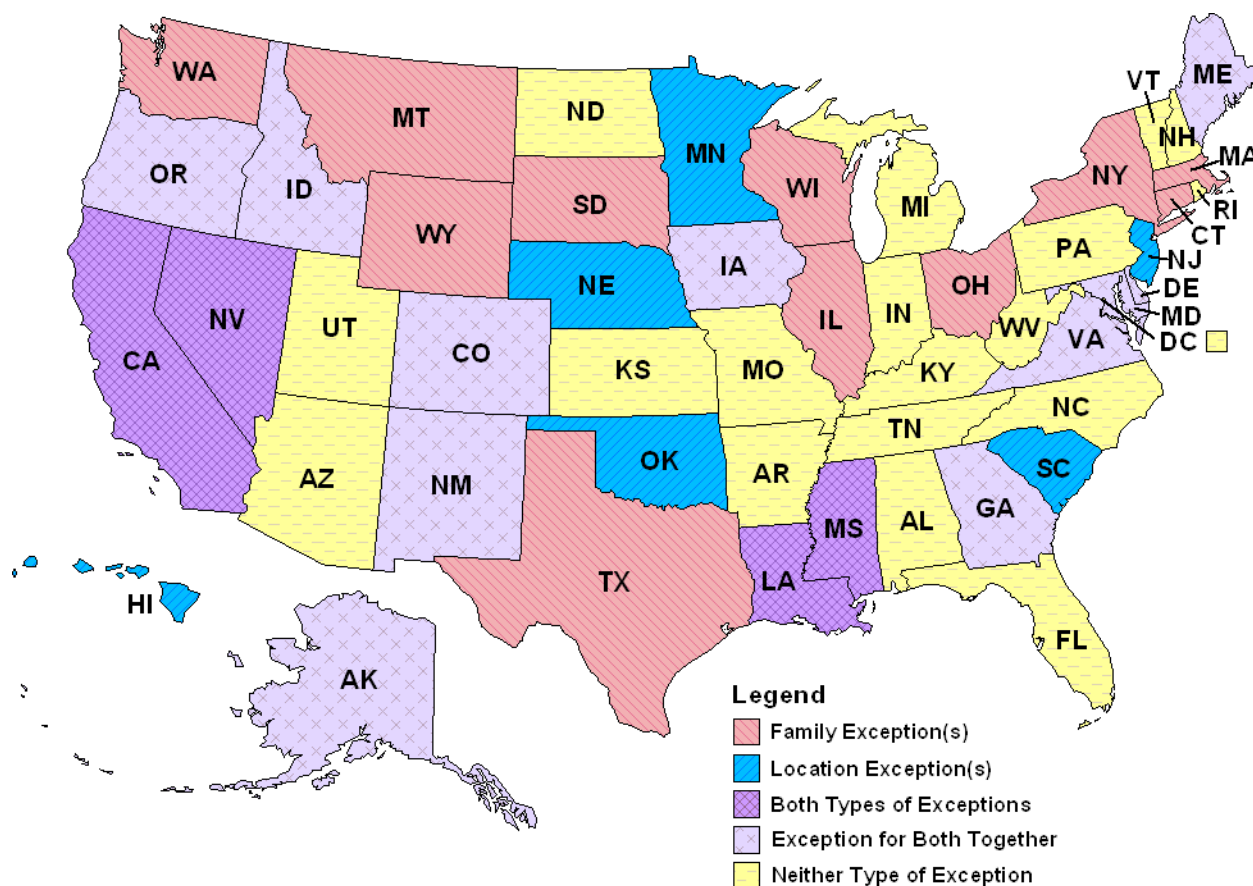 WA
MT
ND
MN
VT
ME
NH
MA
OR
ID
SD
WI
NY
MI
RI
WY
CT
IA
PA
NJ
NE
OH
DE
NV
IL
IN
MD
UT
WV
VA
DC
CA
CO
KS
MO
KY
NC
TN
OK
SC
AZ
NM
AR
GA
MS
AL
TX
LA
HI
FL
AK
Legend
Family Exception(s)
Location Exception(s)
Both Types of Exceptions
Exception for Both Together
Neither Type of Exception